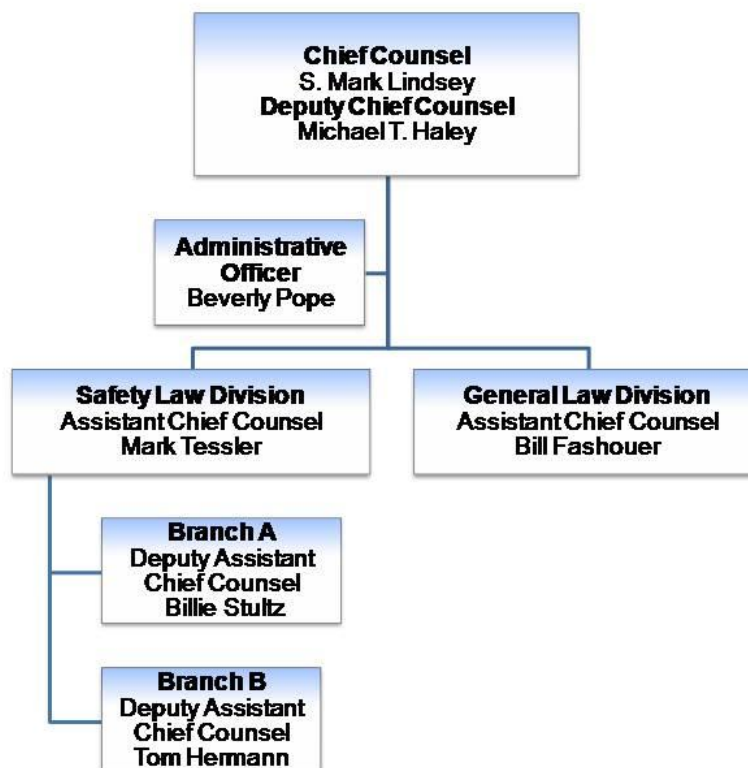 Chief Counsel
S. Mark Lindsey
Deputy Chief Counsel
Michael T. Haley
Administrative
Officer
Beverly Pope
Safety Law Division
Assistant Chief Counsel
Mark Tessler
General Law Division
Assistant Chief Counsel
Bill Fashouer
Branch A
Deputy Assistant
Chief Counsel
Billie Stultz
Branch B
Deputy Assistant
Chief Counsel
Tom Hermann